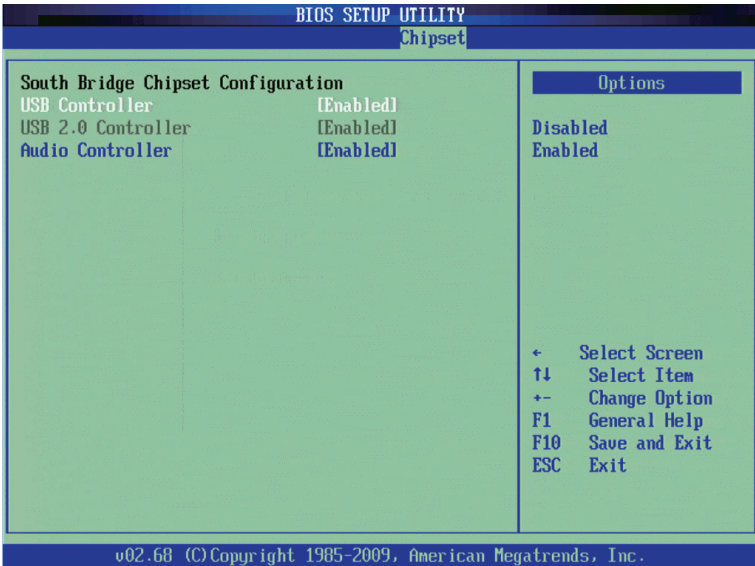 BIOS SETUP UTILITY
Chipset
South Bridge Chipset Configuration
USB Controller [Enabled]
USB 2.0 Controller [Enabled]
Audio Controller [Enabled]
Options
Disabled
Enabled
← Select Screen
↑↓ Select Item
+- Change Option
F1 General Help
F10 Save and Exit
ESC Exit
v02.68 (C)Copyright 1985-2009, American Megatrends, Inc.